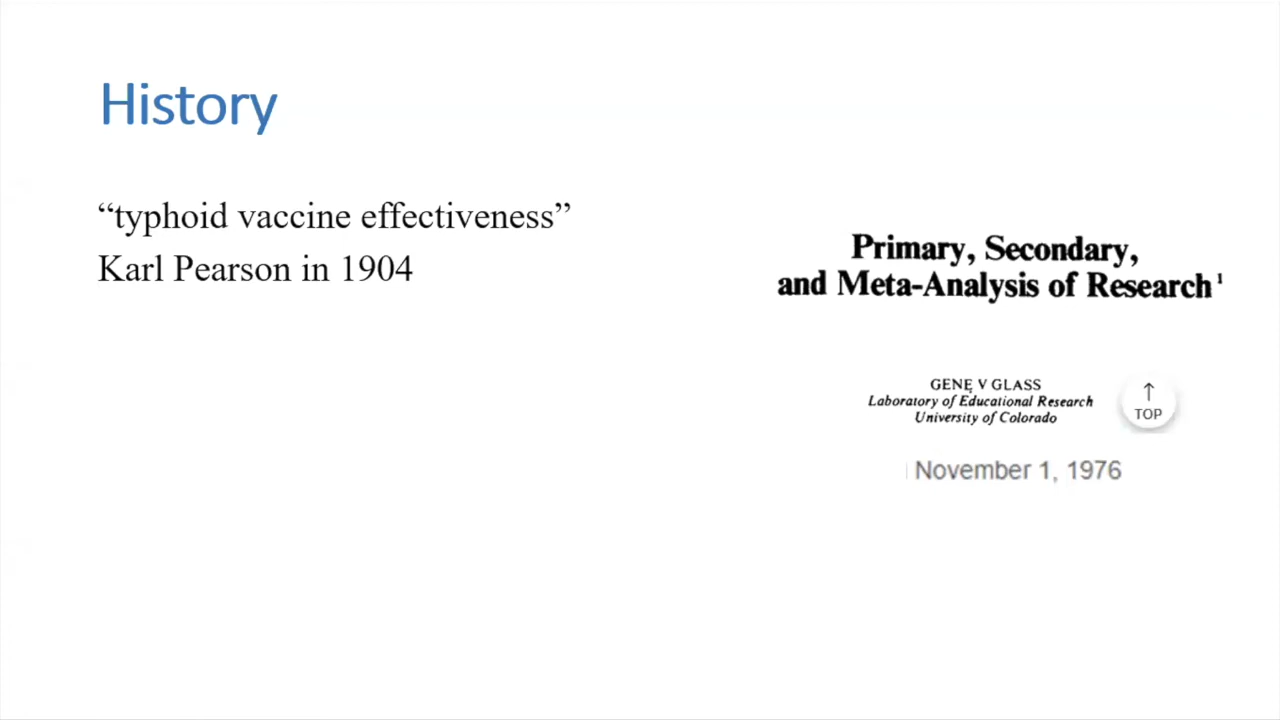 History
“typhoid vaccine effectiveness”
Karl Pearson in 1904
Primary, Secondary,
and Meta-Analysis of Research¹
GENE V GLASS
Laboratory of Educational Research
University of Colorado
↑
TOP
November 1, 1976